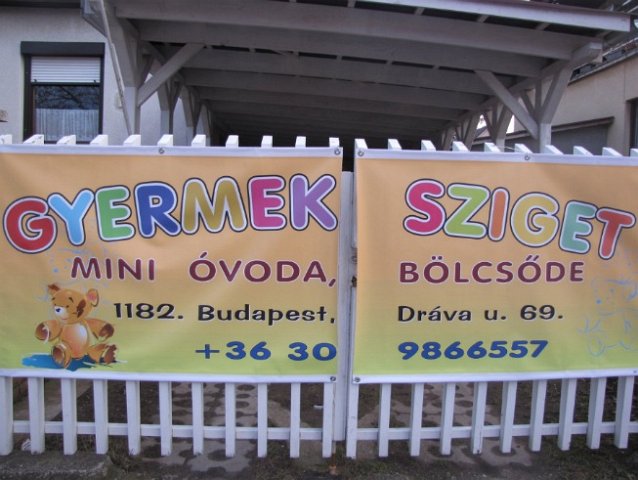 GYERMEK SZIGET
MINI ÓVODA, BÖLCSŐDE
1182. Budapest, Dráva u. 69.
+36 30 9866557